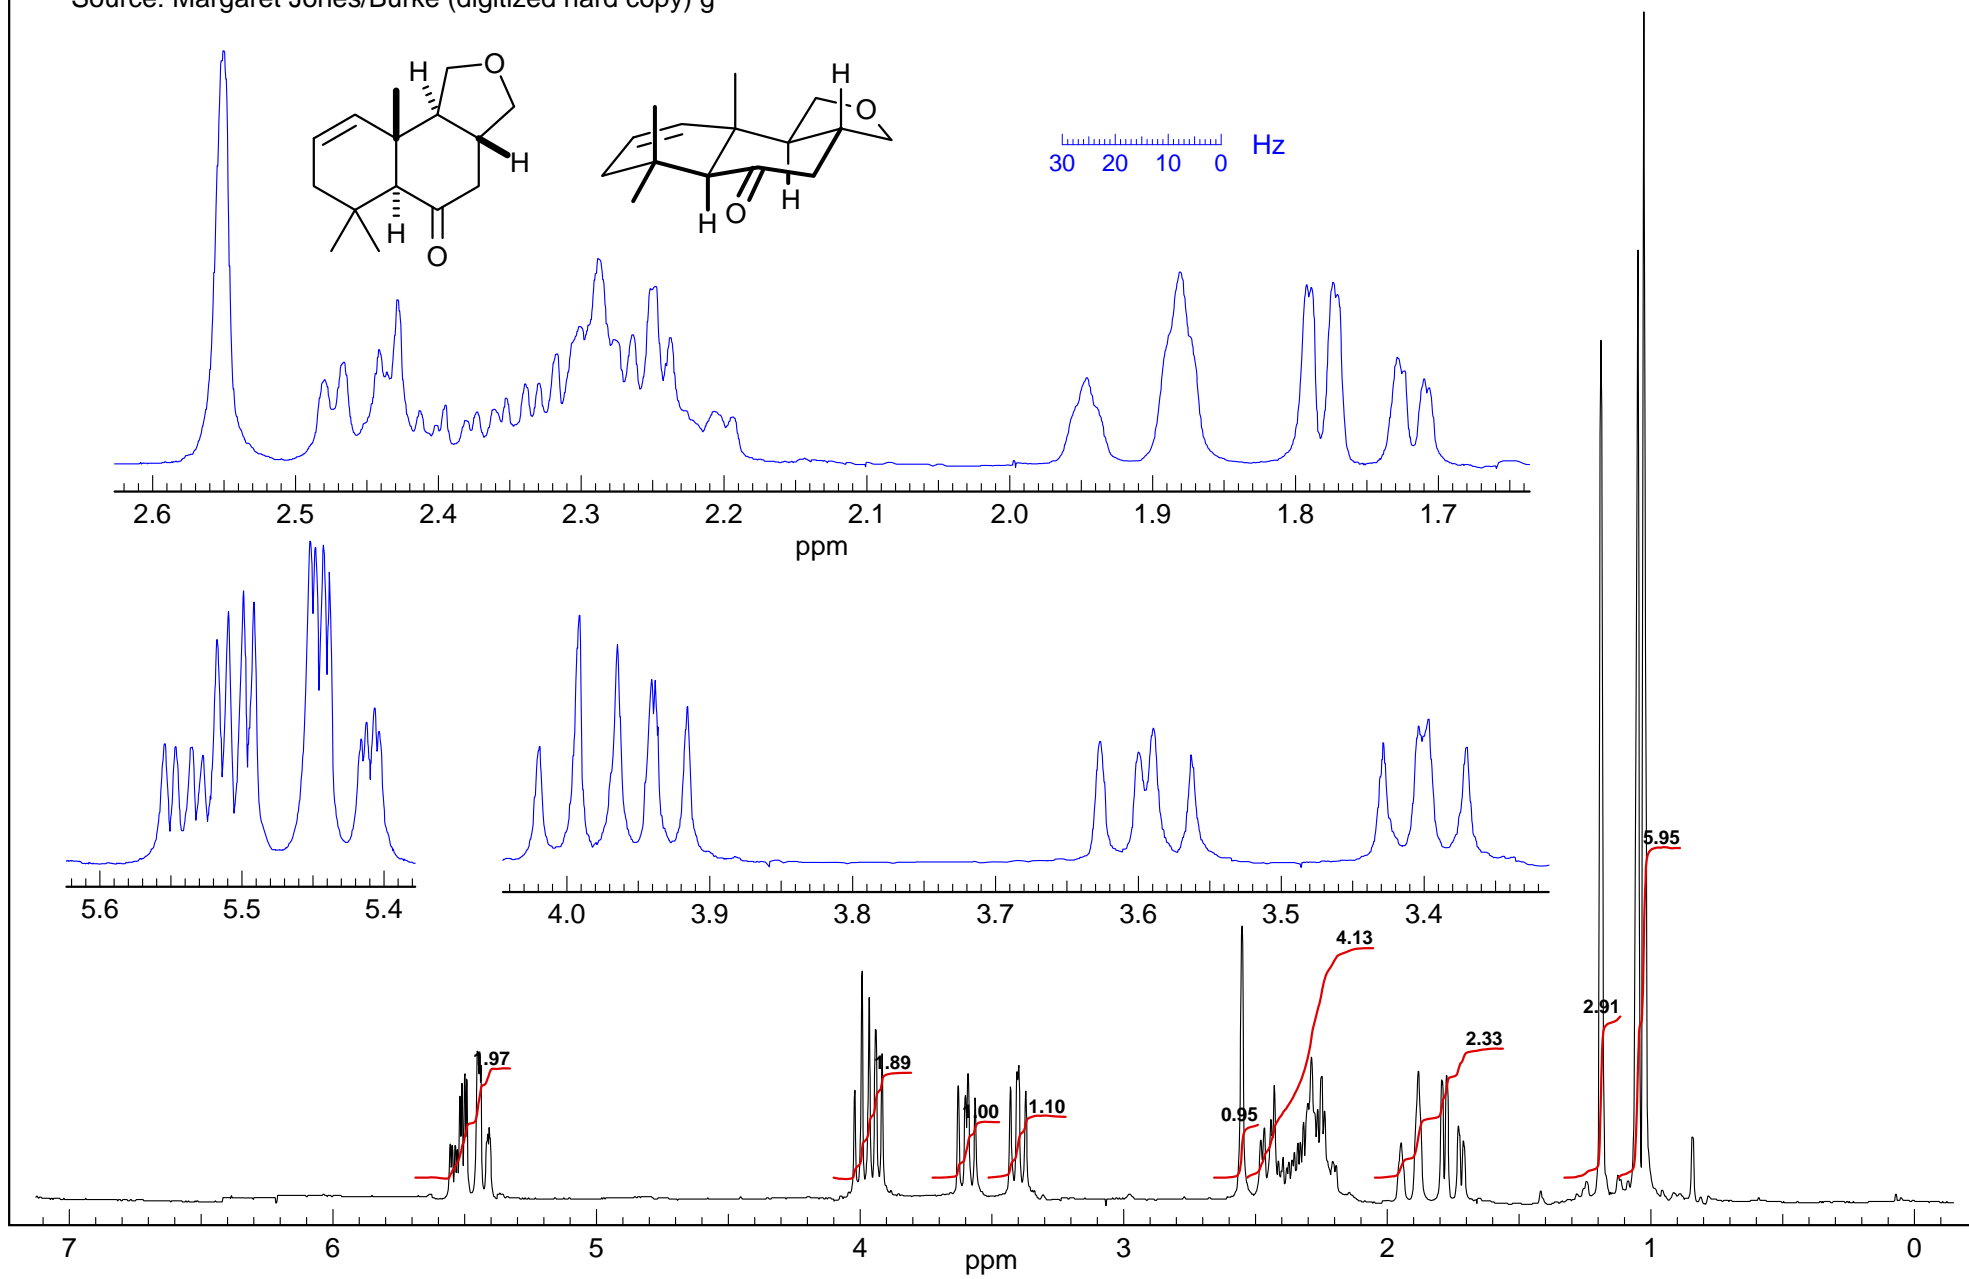 Source: Margaret Jones/Burke (digitized hard copy) g
H
O
H
H
O
H
O
H
H
O
30 20 10 0 Hz
2.6 2.5 2.4 2.3 2.2 2.1 2.0 1.9 1.8 1.7
ppm
5.6 5.5 5.4
4.0 3.9 3.8 3.7 3.6 3.5 3.4
5.95
4.13
2.91
2.33
1.97
1.89
1.00
1.10
0.95
7 6 5 4 3 2 1 0
ppm